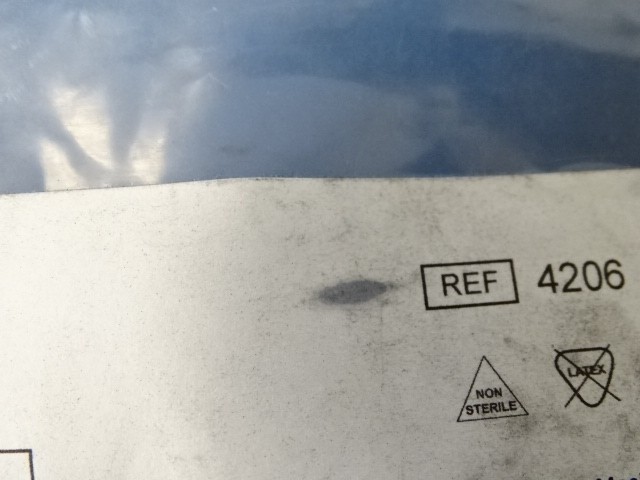 REF 4206
NON
STERILE
LATEX